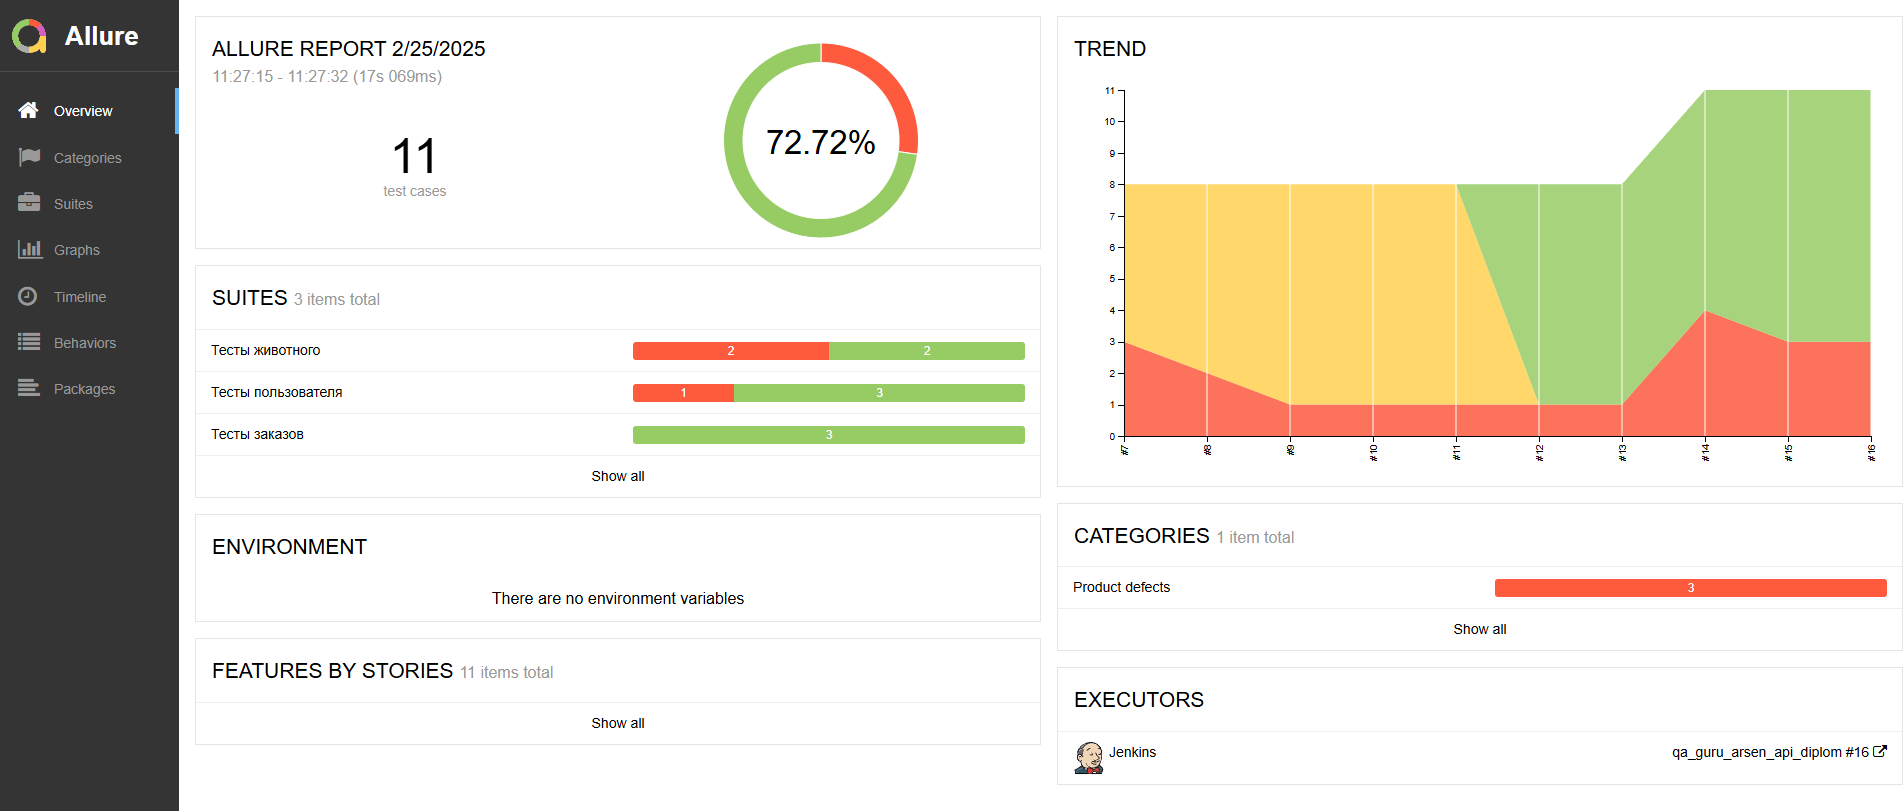 Allure
Overview
Categories
Suites
Graphs
Timeline
Behaviors
Packages
ALLURE REPORT 2/25/2025
11:27:15 - 11:27:32 (17s 069ms)
11
test cases
72.72%
SUITES 3 items total
Тесты животного 2 2
Тесты пользователя 1 3
Тесты заказов 3
Show all
ENVIRONMENT
There are no environment variables
FEATURES BY STORIES 11 items total
Show all
TREND
11
10
9
8
7
6
5
4
3
2
1
0
#7 #8 #9 #10 #11 #12 #13 #14 #15 #16
CATEGORIES 1 item total
Product defects 3
Show all
EXECUTORS
Jenkins qa_guru_arsen_api_diplom #16